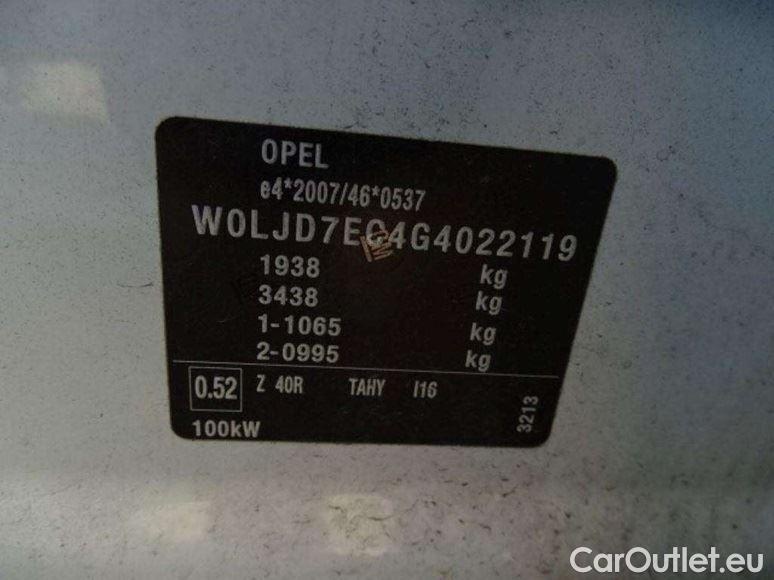 OPEL
e4*2007/46*0537
W0LJD7EC4G4022119
1938 kg
3438 kg
1-1065 kg
2-0995 kg
0.52 Z 40R TAHY I16
100kW
3213
CarOutlet.eu